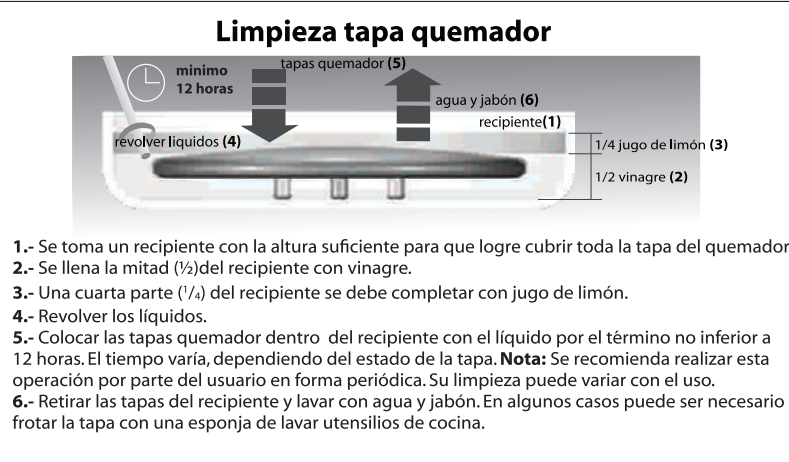 Limpieza tapa quemador
minimo
12 horas
tapas quemador (5)
agua y jabón (6)
recipiente(1)
revolver liquidos (4)
1/4 jugo de limón (3)
1/2 vinagre (2)
1.- Se toma un recipiente con la altura suficiente para que logre cubrir toda la tapa del quemador
2.- Se llena la mitad (½)del recipiente con vinagre.
3.- Una cuarta parte (1/4) del recipiente se debe completar con jugo de limón.
4.- Revolver los líquidos.
5.- Colocar las tapas quemador dentro del recipiente con el líquido por el término no inferior a
12 horas. El tiempo varía, dependiendo del estado de la tapa. Nota: Se recomienda realizar esta
operación por parte del usuario en forma periódica. Su limpieza puede variar con el uso.
6.- Retirar las tapas del recipiente y lavar con agua y jabón. En algunos casos puede ser necesario
frotar la tapa con una esponja de lavar utensilios de cocina.